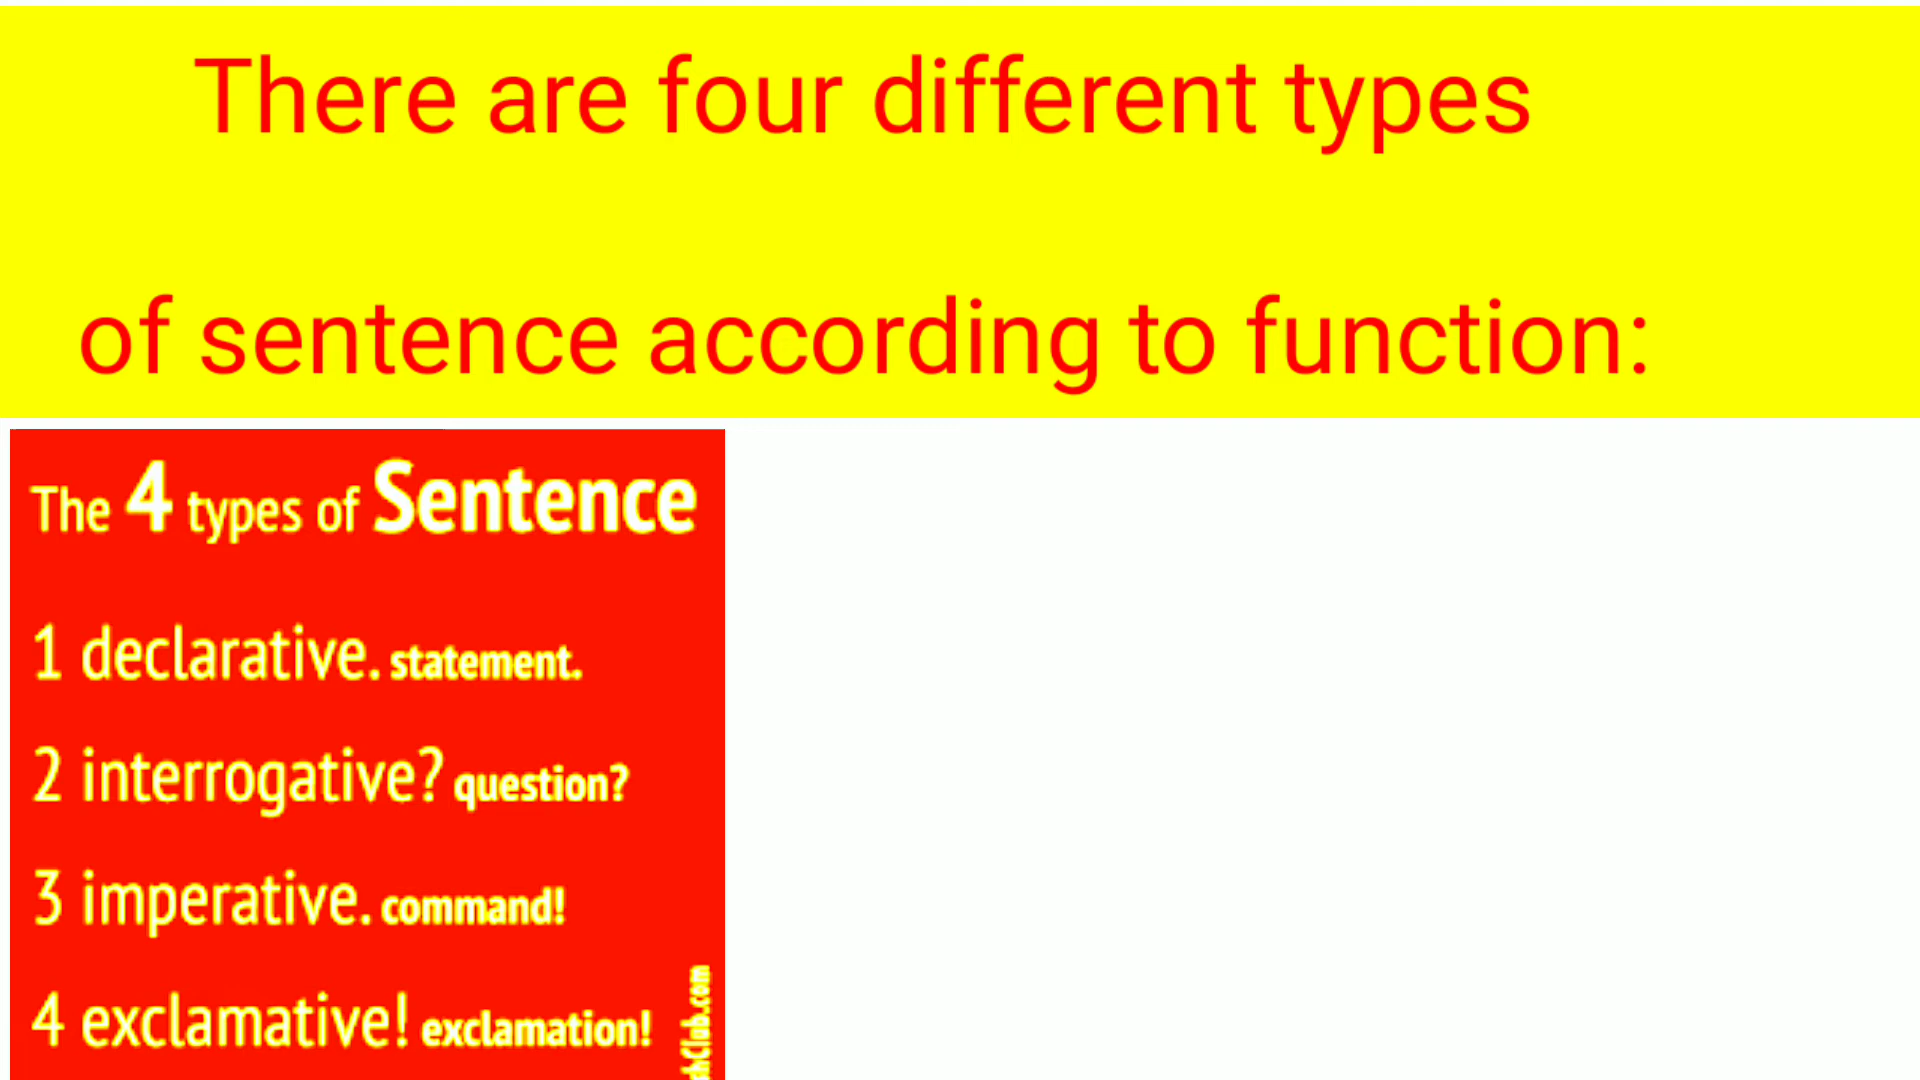 There are four different types
of sentence according to function:
The 4 types of Sentence
1 declarative. statement.
2 interrogative? question?
3 imperative. command!
4 exclamative! exclamation!